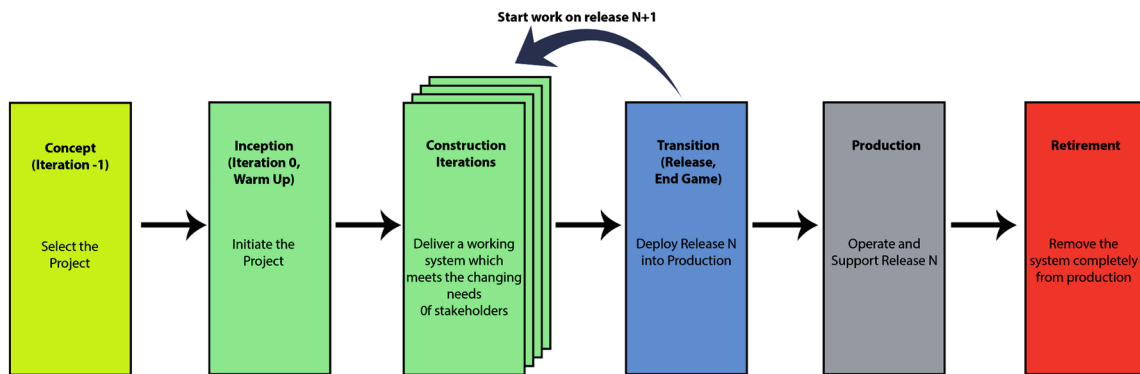 Start work on release N+1
Concept
(Iteration -1)
Select the
Project
Inception
(Iteration 0,
Warm Up)
Initiate the
Project
Construction
Iterations
Deliver a working
system which
meets the changing
needs
0f stakeholders
Transition
(Release,
End Game)
Deploy Release N
into Production
Production
Operate and
Support Release N
Retirement
Remove the
system completely
from production